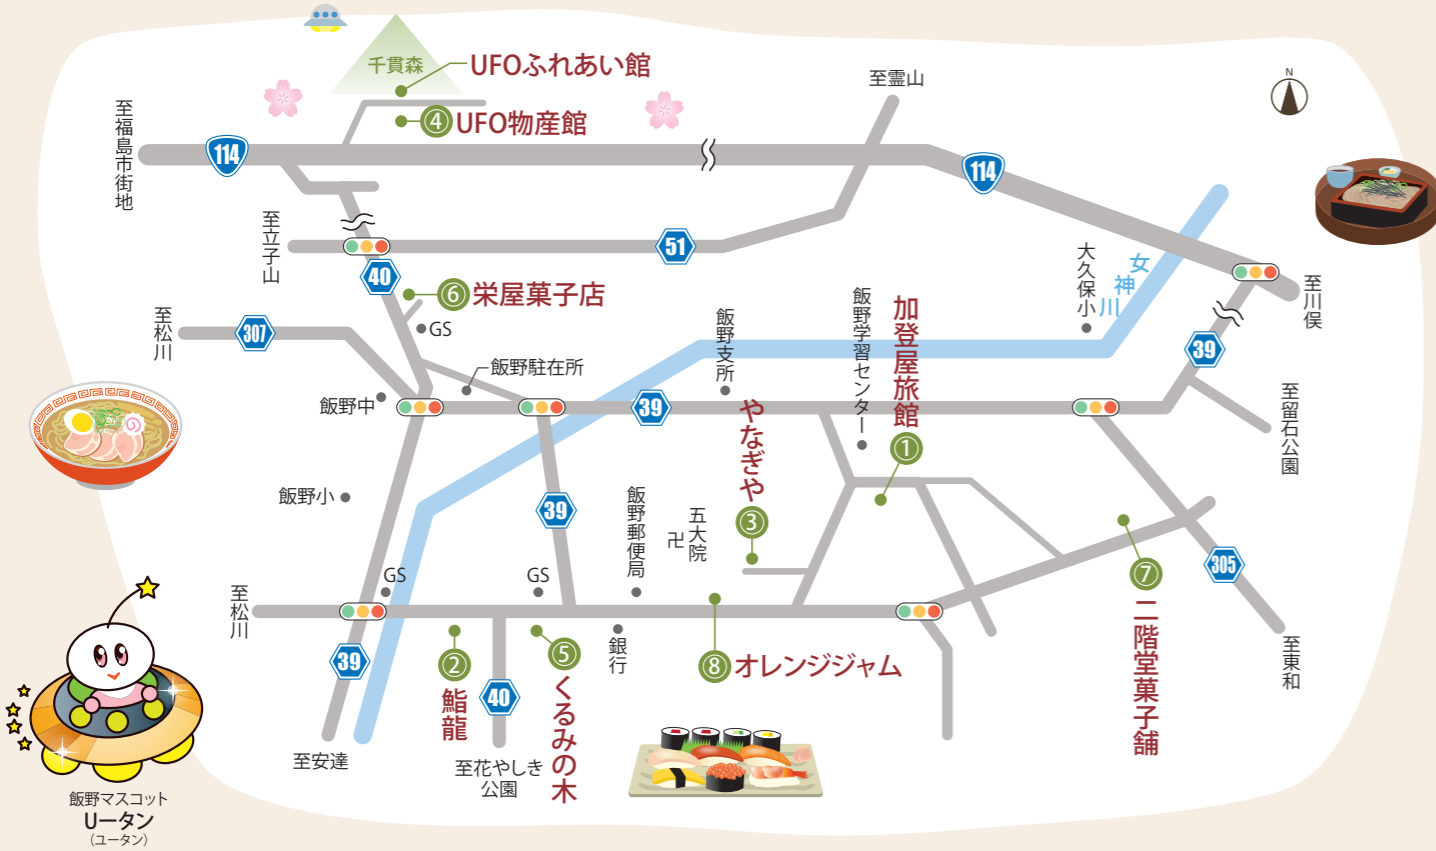 千貫森
UFOふれあい館
④ UFO物産館
至霊山
N
至福島市街地
114
114
至立子山
51
40
女神川
大久保小
至川俣
⑥ 栄屋菓子店
GS
至松川
307
飯野駐在所
飯野支所
飯野学習センター
加登屋旅館
①
39
飯野中
39
至留石公園
やなぎや
③
飯野小
39
飯野郵便局
五大院
卍
305
⑦
二階堂菓子舗
GS
GS
至松川
39
②
鮨龍
40
⑤
くるみの木
銀行
⑧ オレンジジャム
至東和
至安達
至花やしき
公園
飯野マスコット
Uータン
(ユータン)